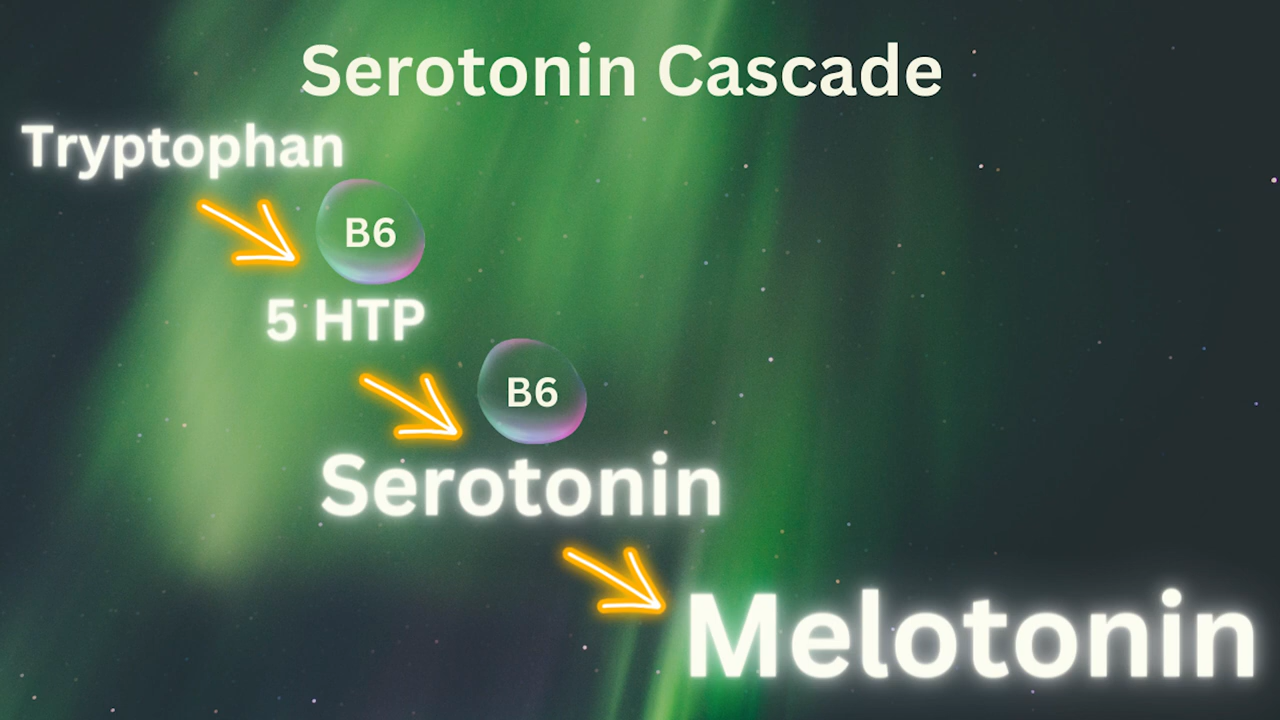 Serotonin Cascade
Tryptophan
B6
5 HTP
B6
Serotonin
Melotonin